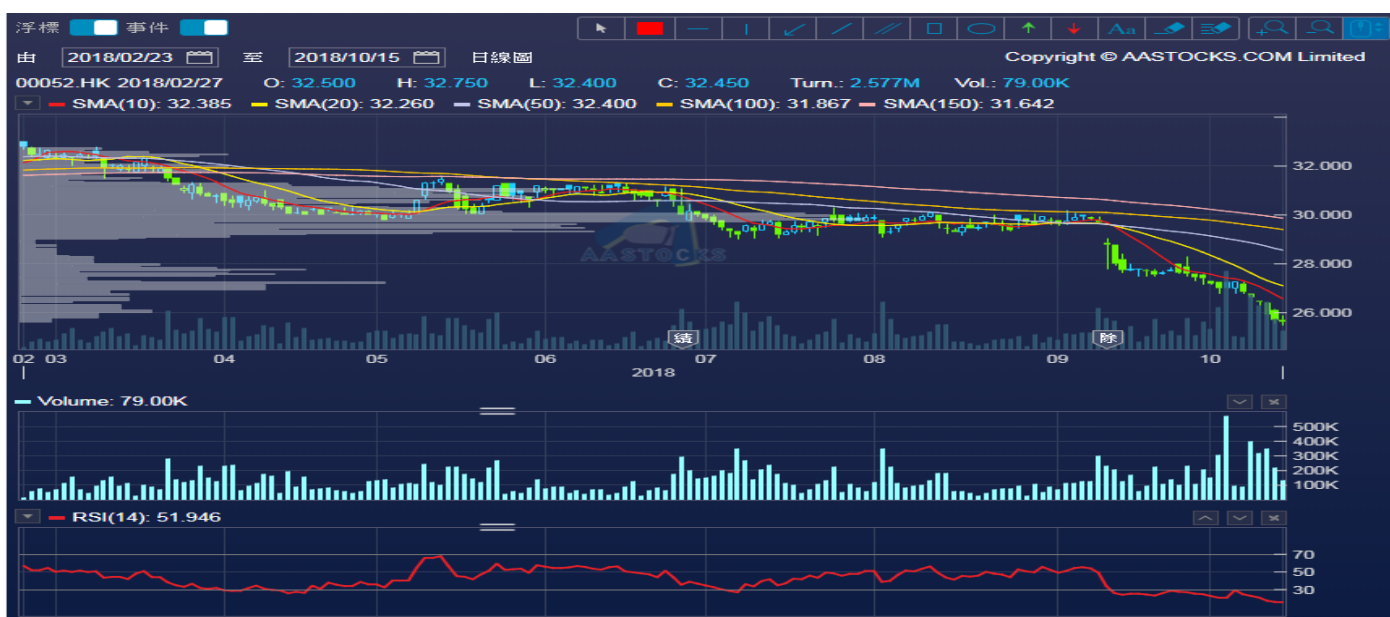 浮標 事件 Aa
由 2018/02/23 至 2018/10/15 日線圖 Copyright © AASTOCKS.COM Limited
00052.HK 2018/02/27 O: 32.500 H: 32.750 L: 32.400 C: 32.450 Turn.: 2.577M Vol.: 79.00K
SMA(10): 32.385 SMA(20): 32.260 SMA(50): 32.400 SMA(100): 31.867 SMA(150): 31.642
32.000
30.000
AASTOCKS
28.000
26.000
績 除
02 03 04 05 06 07 08 09 10
2018
Volume: 79.00K
500K
400K
300K
200K
100K
RSI(14): 51.946
70
50
30